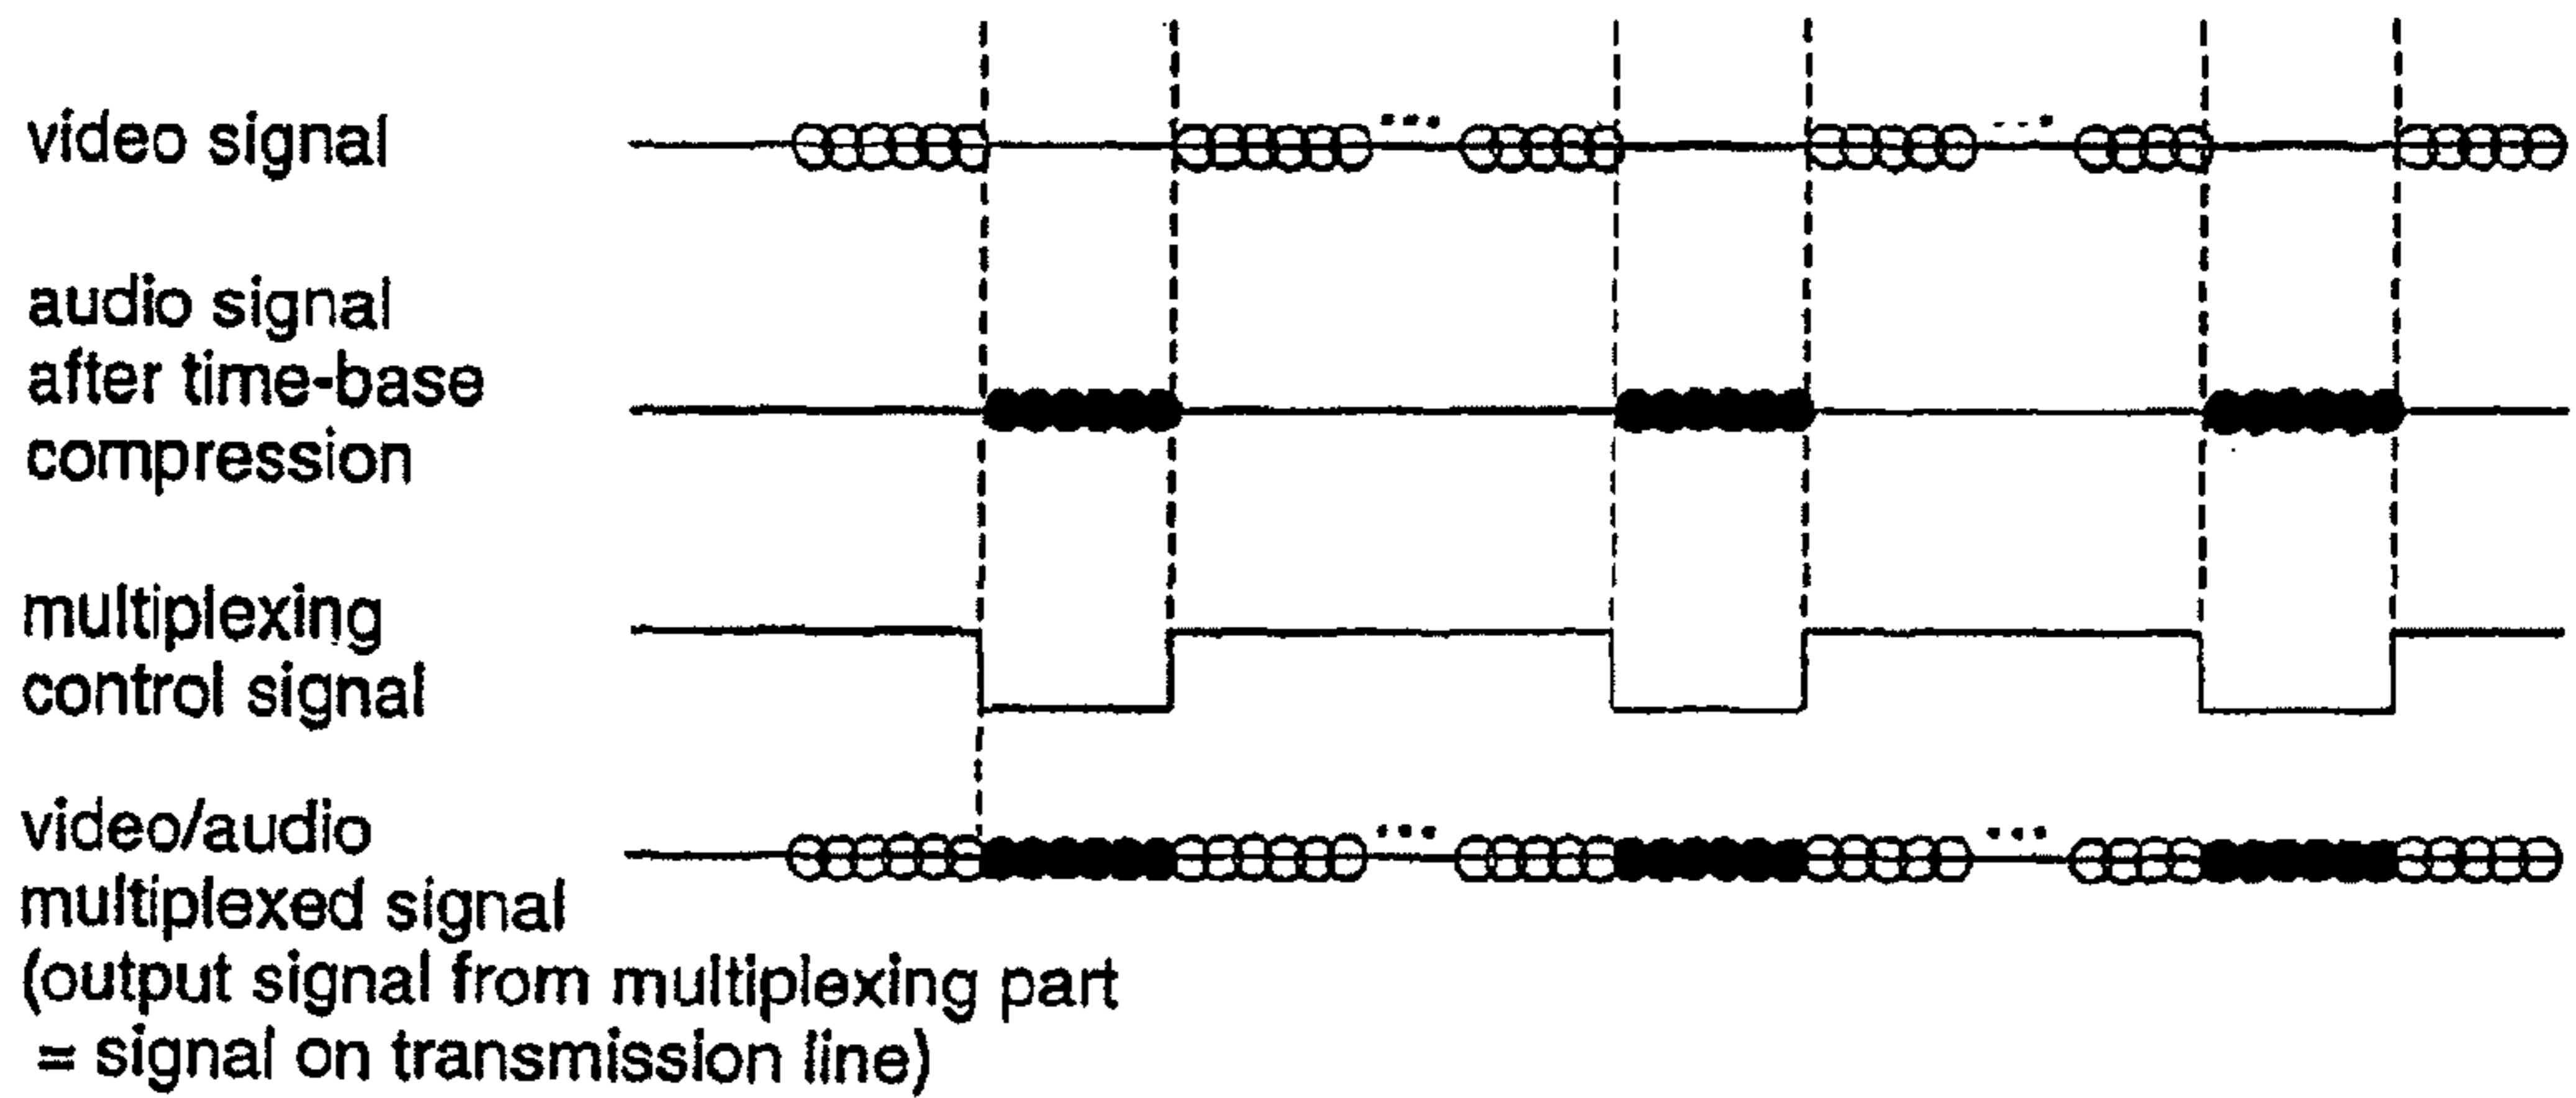 video signal
audio signal
after time-base
compression
multiplexing
control signal
video/audio
multiplexed signal
(output signal from multiplexing part
= signal on transmission line)